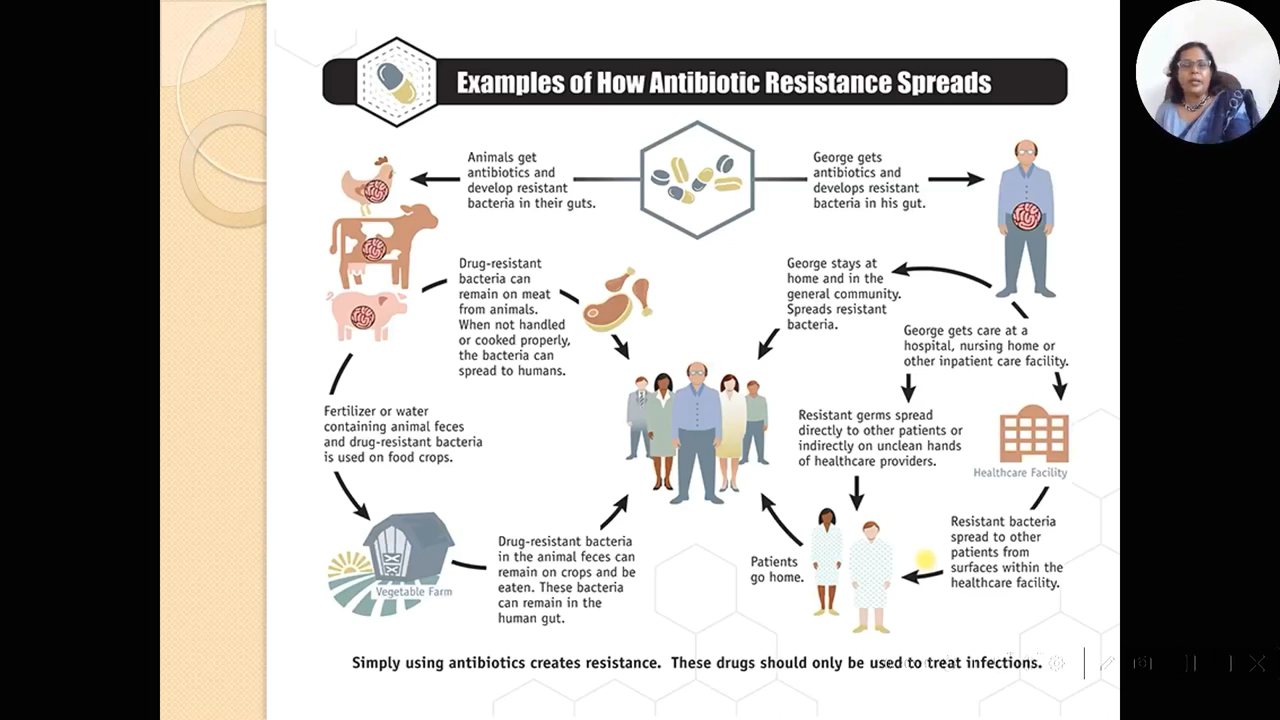 Examples of How Antibiotic Resistance Spreads
Animals get
antibiotics and
develop resistant
bacteria in their guts.
George gets
antibiotics and
develops resistant
bacteria in his gut.
Drug-resistant
bacteria can
remain on meat
from animals.
When not handled
or cooked properly,
the bacteria can
spread to humans.
George stays at
home and in the
general community.
Spreads resistant
bacteria.
George gets care at a
hospital, nursing home or
other inpatient care facility.
Fertilizer or water
containing animal feces
and drug-resistant bacteria
is used on food crops.
Resistant germs spread
directly to other patients or
indirectly on unclean hands
of healthcare providers.
Healthcare Facility
Vegetable Farm
Drug-resistant bacteria
in the animal feces can
remain on crops and be
eaten. These bacteria
can remain in the
human gut.
Patients
go home.
Resistant bacteria
spread to other
patients from
surfaces within the
healthcare facility.
Simply using antibiotics creates resistance. These drugs should only be used to treat infections.